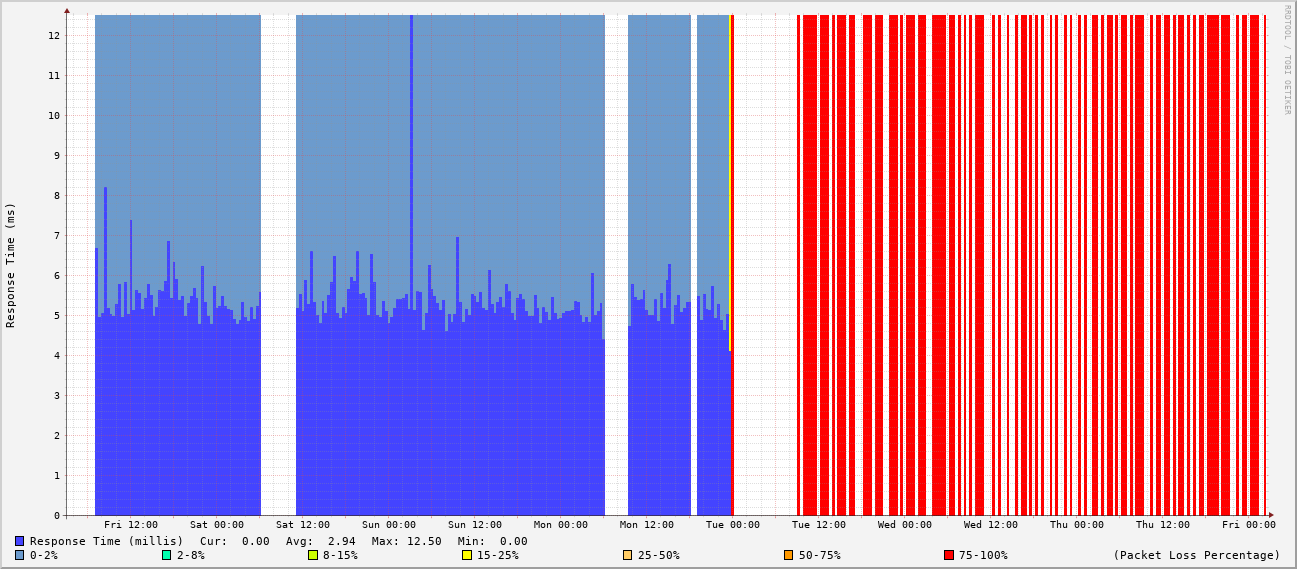 RRDTOOL / TOBI OETIKER
Response Time (ms)
12
11
10
9
8
7
6
5
4
3
2
1
0
Fri 12:00 Sat 00:00 Sat 12:00 Sun 00:00 Sun 12:00 Mon 00:00 Mon 12:00 Tue 00:00 Tue 12:00 Wed 00:00 Wed 12:00 Thu 00:00 Thu 12:00 Fri 00:00
Response Time (millis) Cur: 0.00 Avg: 2.94 Max: 12.50 Min: 0.00
0-2% 2-8% 8-15% 15-25% 25-50% 50-75% 75-100% (Packet Loss Percentage)